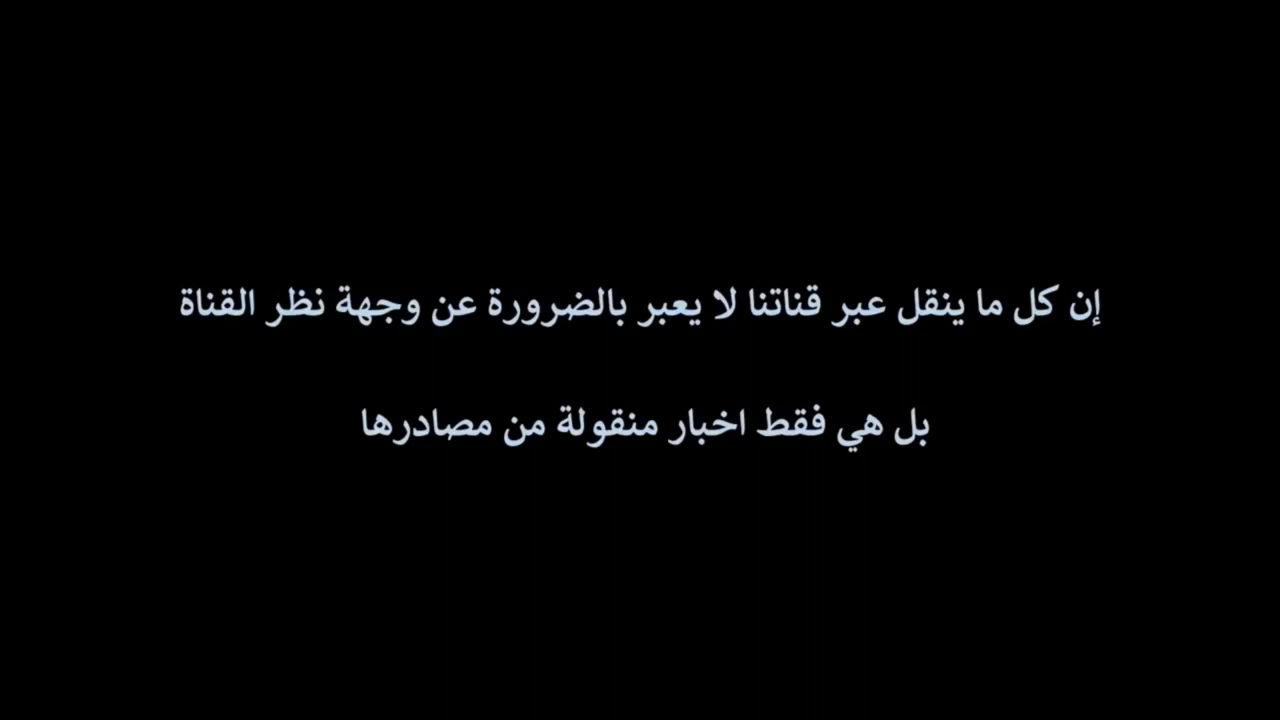 إن كل ما ينقل عبر قناتنا لا يعبر بالضرورة عن وجهة نظر القناة
بل هي فقط اخبار منقولة من مصادرها